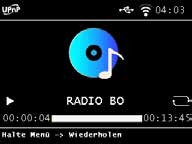 UPnP 04:03
RADIO BO
00:00:04 00:13:45
Halte Menü -> Wiederholen